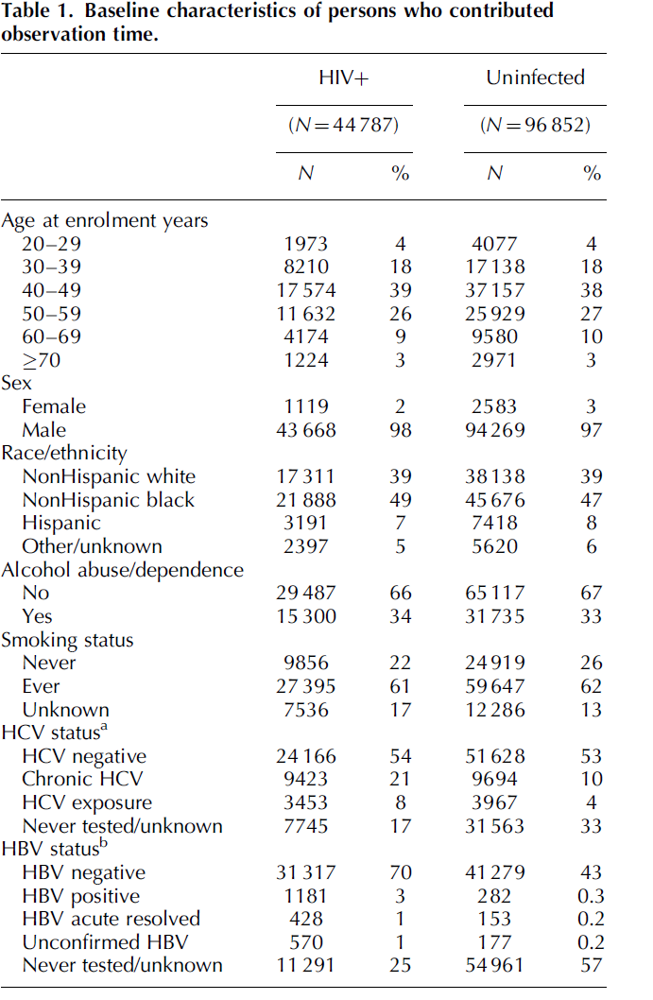 Table 1. Baseline characteristics of persons who contributed
observation time.
HIV+ Uninfected
(N=44 787) (N=96 852)
N % N %
Age at enrolment years
20–29 1973 4 4077 4
30–39 8210 18 17 138 18
40–49 17 574 39 37 157 38
50–59 11 632 26 25 929 27
60–69 4174 9 9580 10
≥70 1224 3 2971 3
Sex
Female 1119 2 2583 3
Male 43 668 98 94 269 97
Race/ethnicity
NonHispanic white 17 311 39 38 138 39
NonHispanic black 21 888 49 45 676 47
Hispanic 3191 7 7418 8
Other/unknown 2397 5 5620 6
Alcohol abuse/dependence
No 29 487 66 65 117 67
Yes 15 300 34 31 735 33
Smoking status
Never 9856 22 24 919 26
Ever 27 395 61 59 647 62
Unknown 7536 17 12 286 13
HCV statusᵃ
HCV negative 24 166 54 51 628 53
Chronic HCV 9423 21 9694 10
HCV exposure 3453 8 3967 4
Never tested/unknown 7745 17 31 563 33
HBV statusᵇ
HBV negative 31 317 70 41 279 43
HBV positive 1181 3 282 0.3
HBV acute resolved 428 1 153 0.2
Unconfirmed HBV 570 1 177 0.2
Never tested/unknown 11 291 25 54 961 57